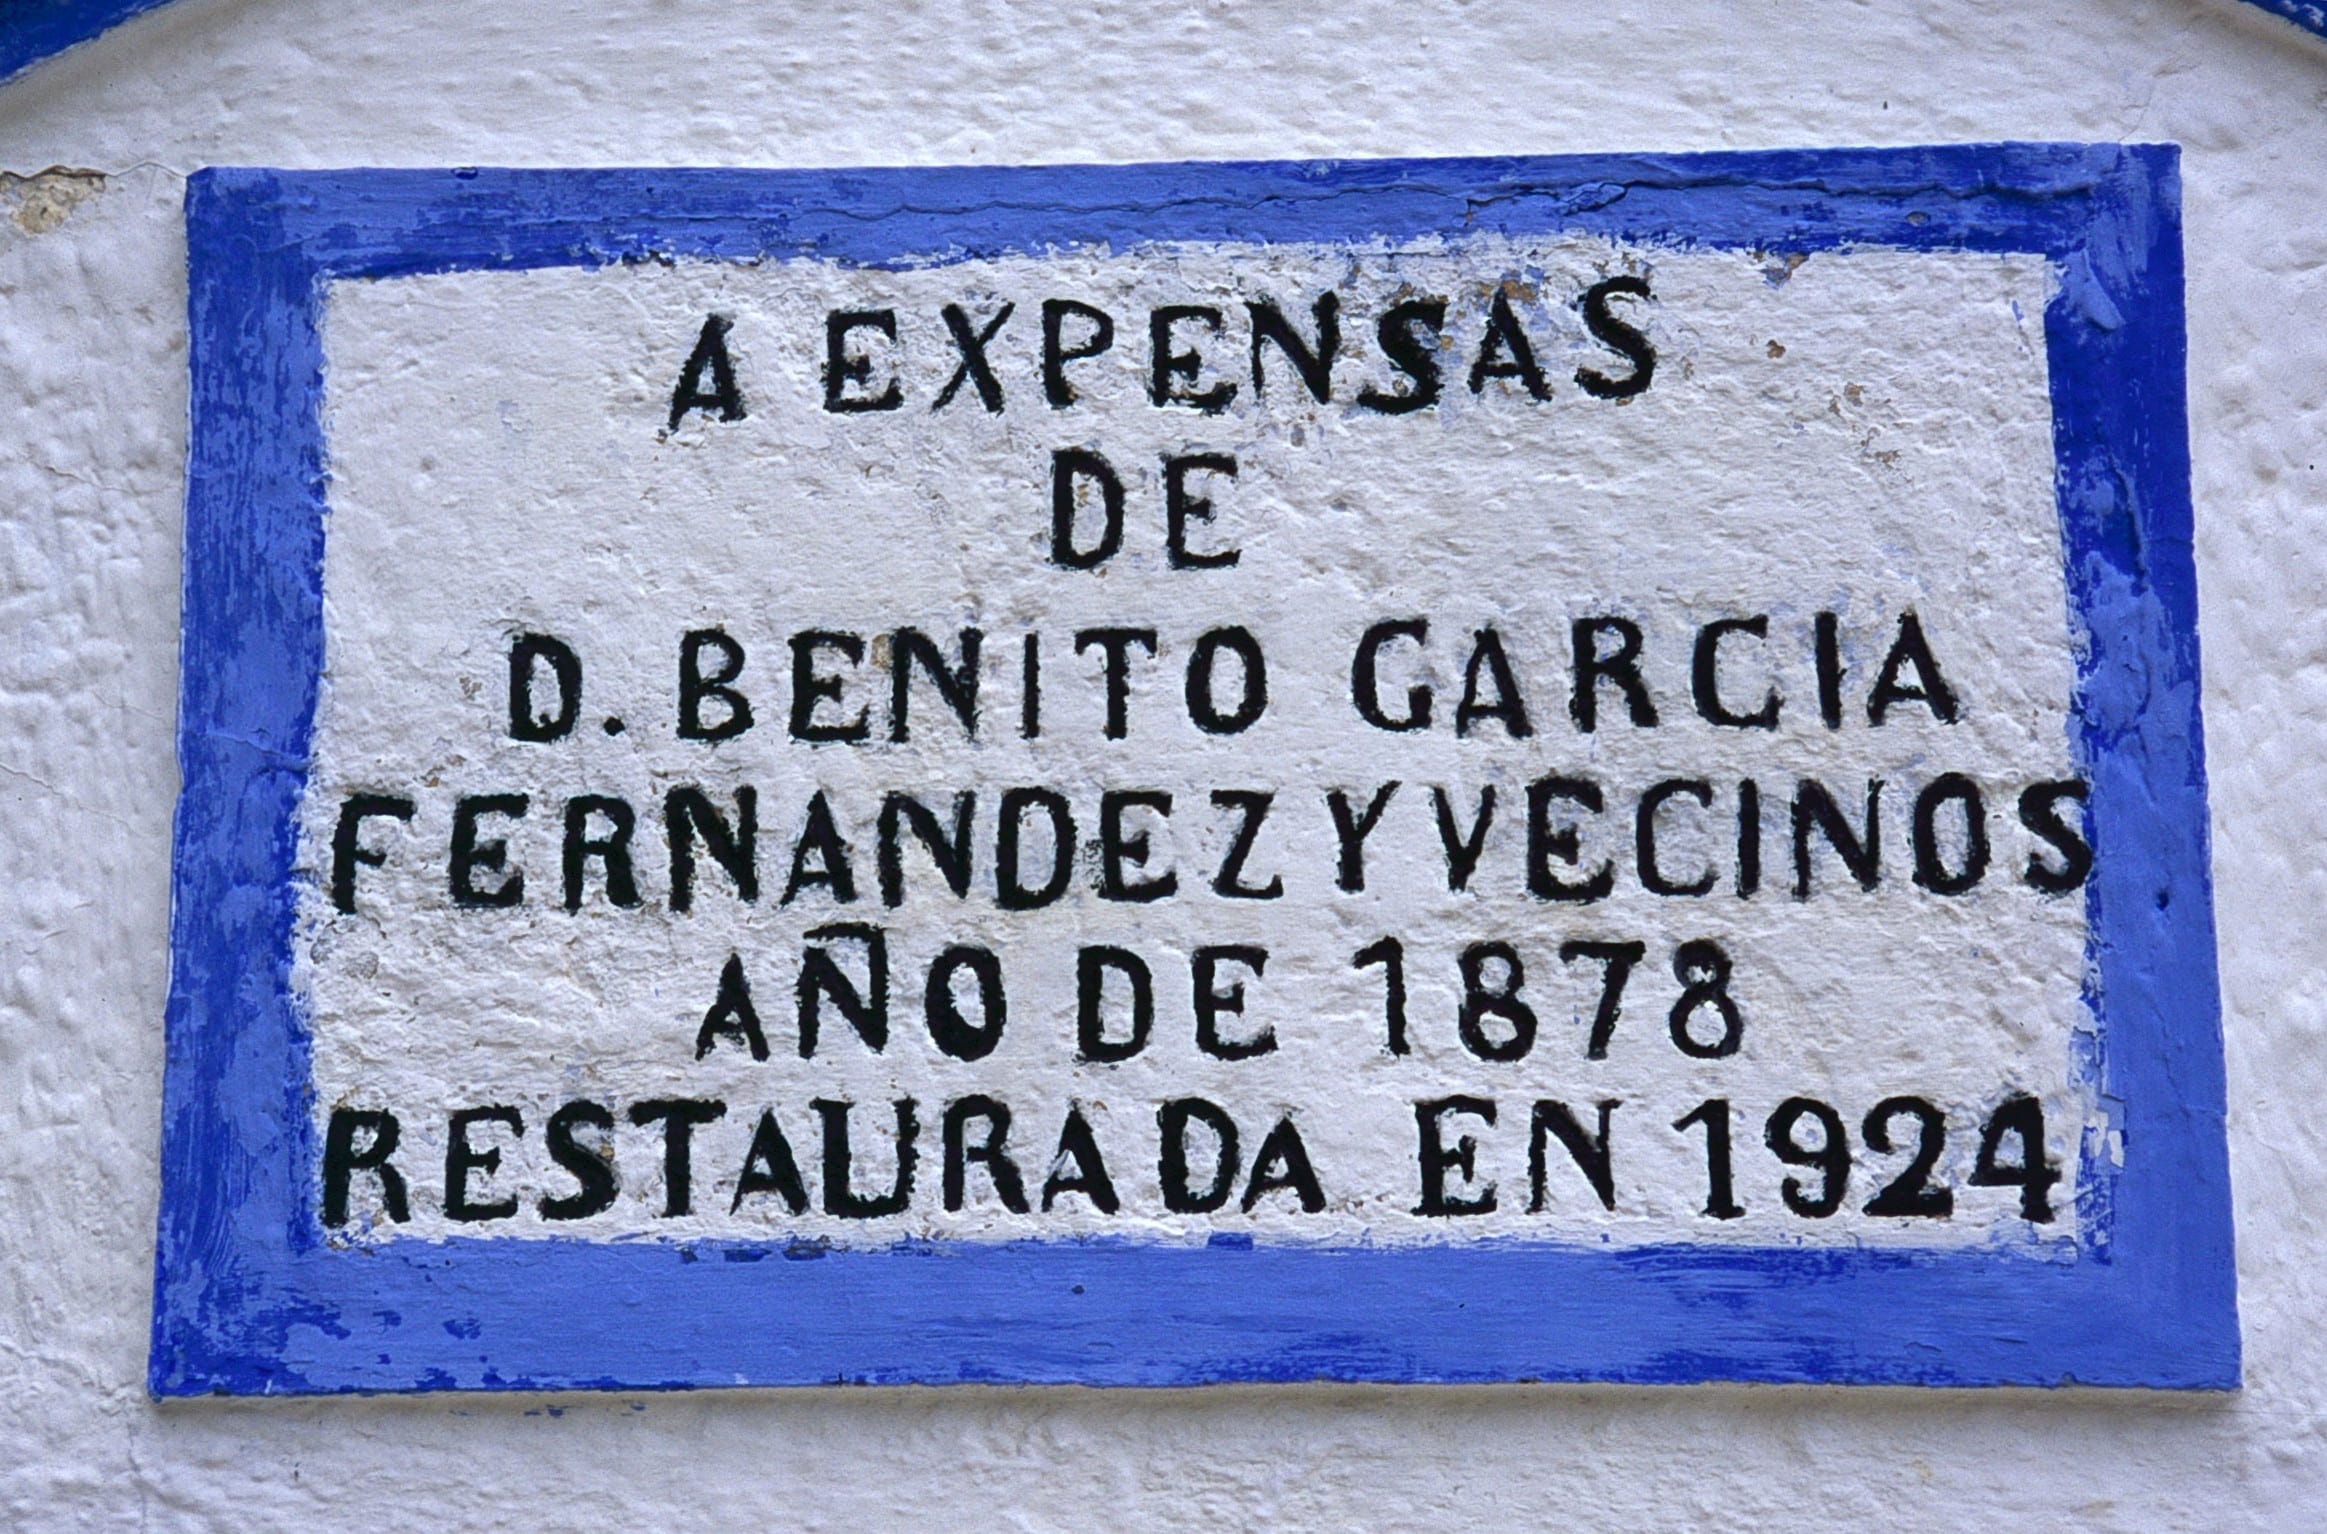 A EXPENSAS
DE
D. BENITO GARCIA
FERNANDEZ Y VECINOS
AÑO DE 1878
RESTAURADA EN 1924